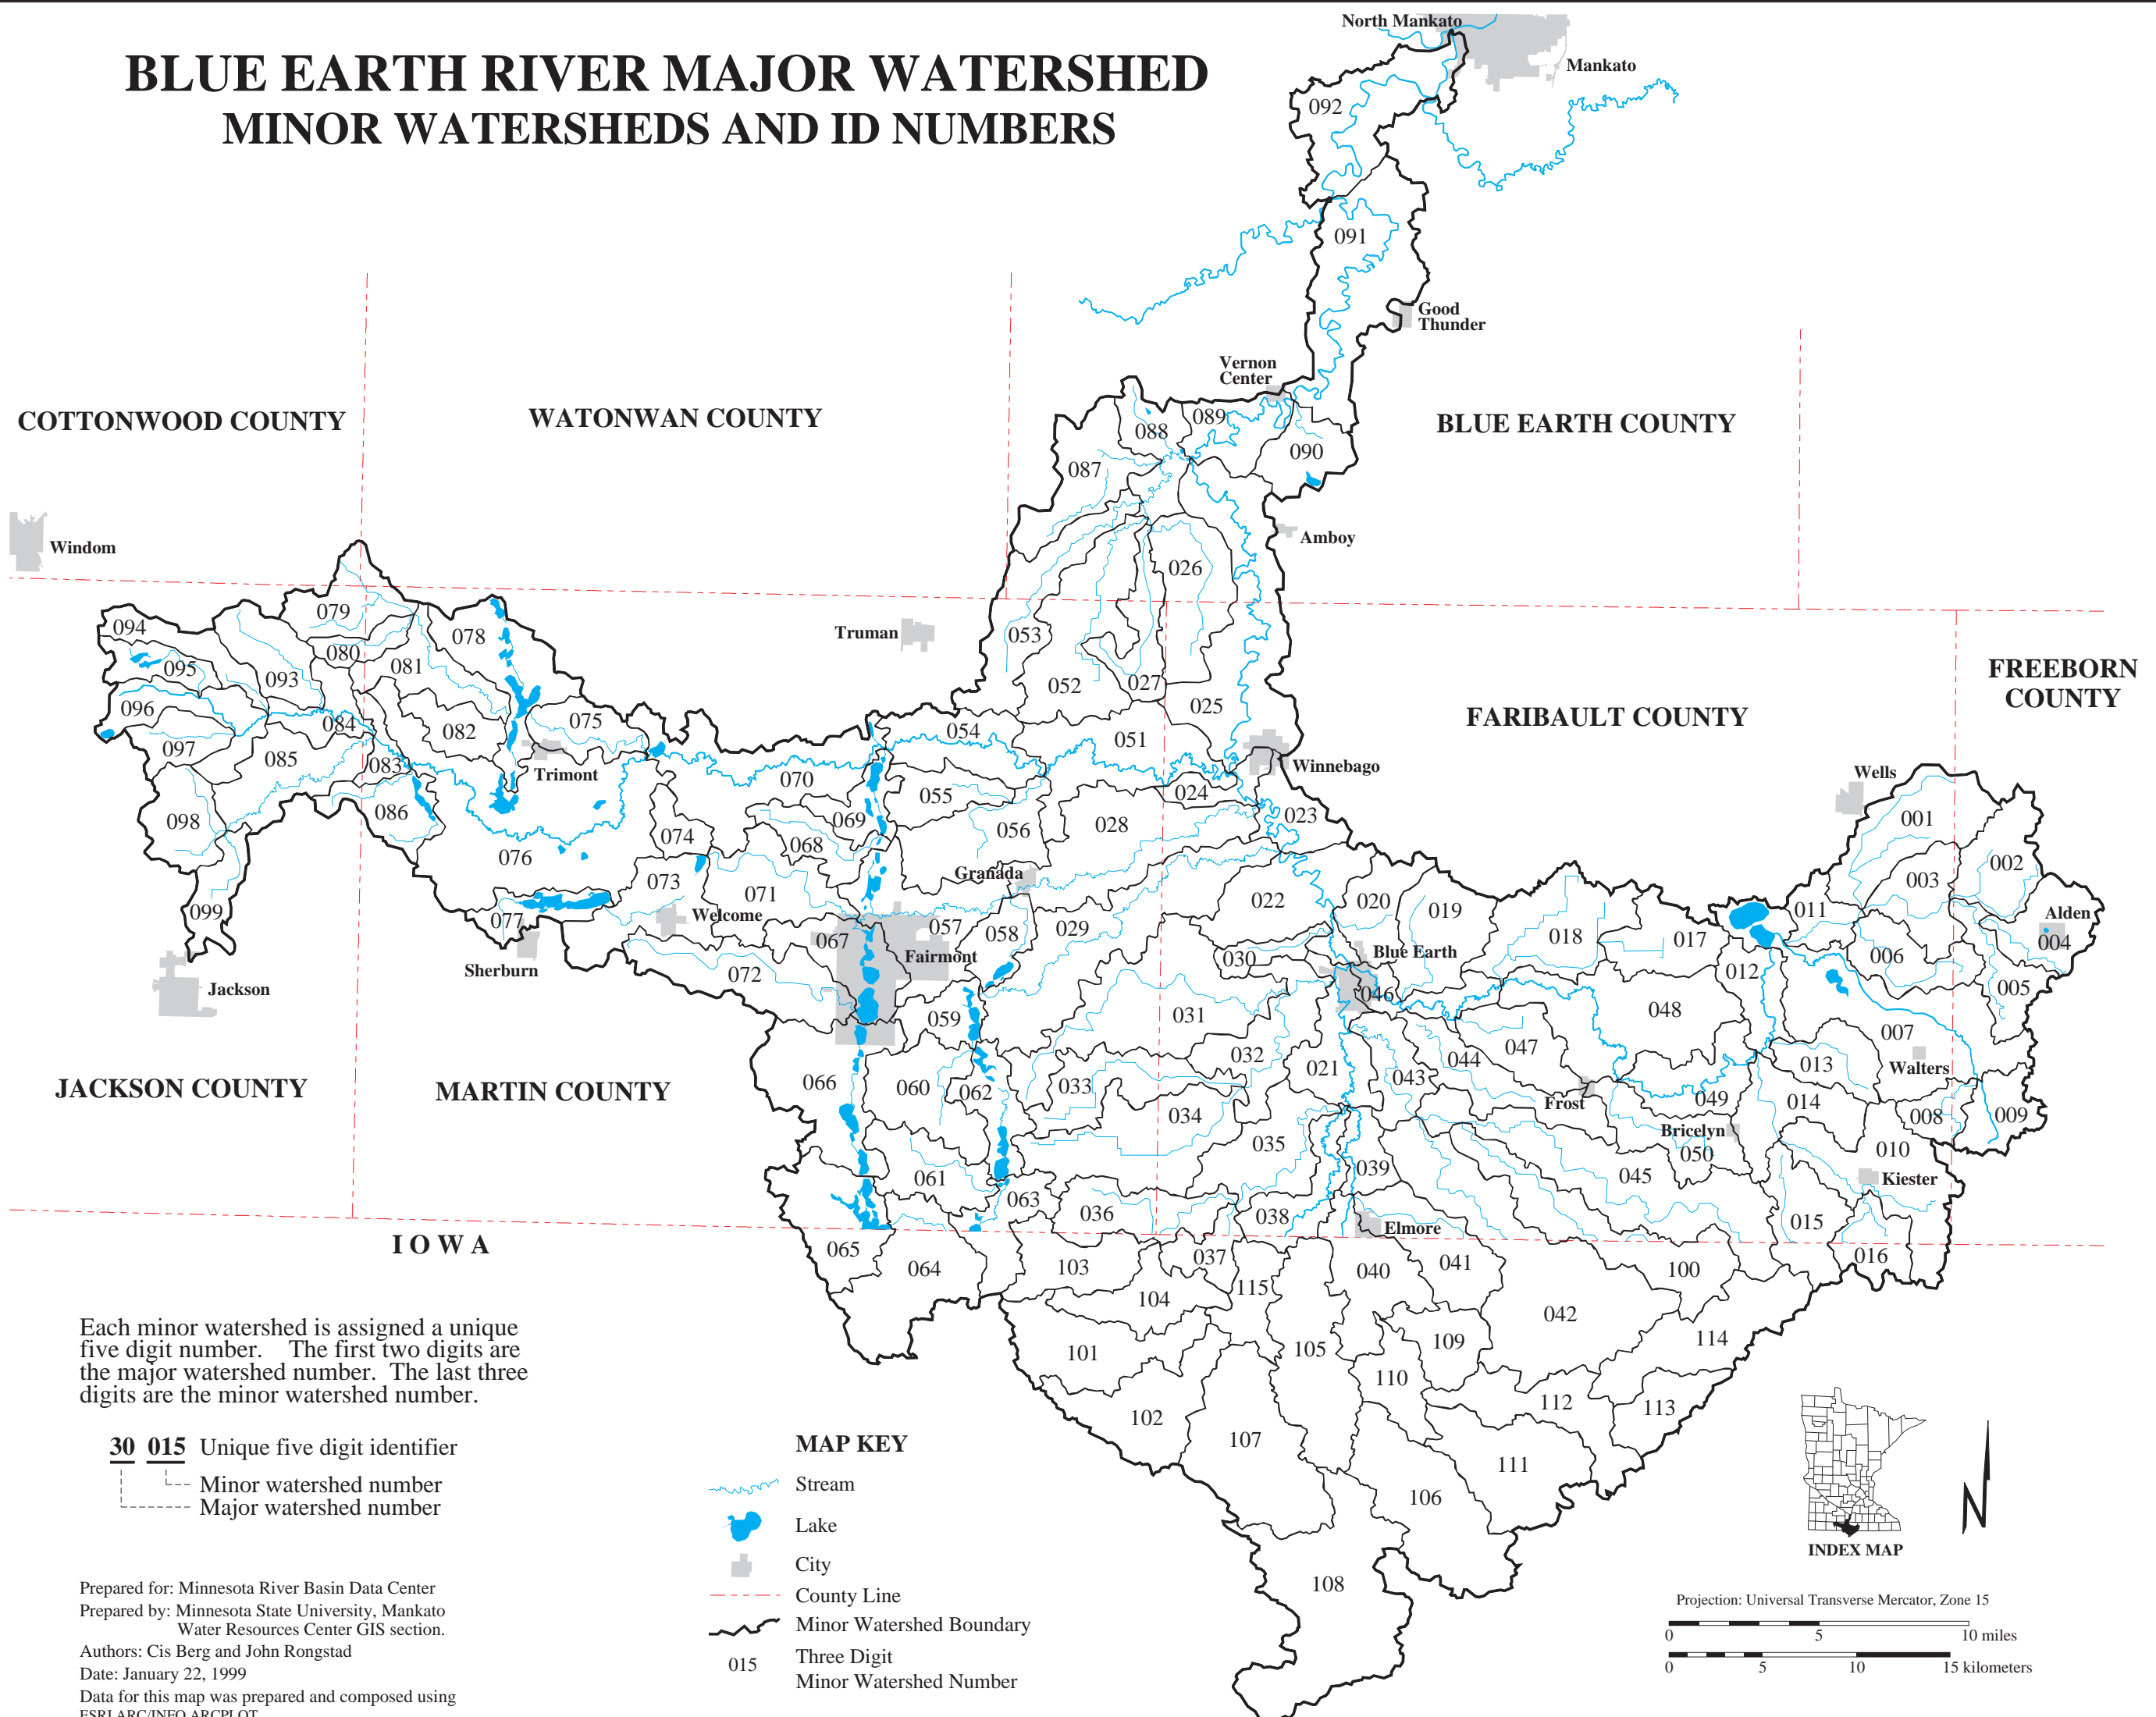 BLUE EARTH RIVER MAJOR WATERSHED
MINOR WATERSHEDS AND ID NUMBERS
North Mankato
Mankato
092
091
Good
Thunder
Vernon
Center
COTTONWOOD COUNTY
WATONWAN COUNTY
BLUE EARTH COUNTY
089
088
090
087
Windom
Amboy
026
079
094
078
Truman
053
080
081
095
093
052
027
FREEBORN
COUNTY
096
084
082
075
025
FARIBAULT COUNTY
097
085
083
054
051
Trimont
Winnebago
Wells
070
055
024
098
086
069
056
028
023
001
074
068
076
Granada
002
073
071
022
020
019
003
099
077
Welcome
067
057
058
029
018
017
011
Alden
004
Sherburn
Fairmont
030
Blue Earth
012
006
072
Jackson
046
005
059
031
048
007
JACKSON COUNTY
MARTIN COUNTY
066
060
062
033
032
021
043
044
047
013
Walters
034
Frost
049
014
008
009
035
Bricelyn
050
010
061
039
045
Kiester
063
036
038
Elmore
015
IOWA
065
064
103
037
115
040
041
100
016
104
042
Each minor watershed is assigned a unique
five digit number. The first two digits are
the major watershed number. The last three
digits are the minor watershed number.
101
105
109
114
110
102
112
113
107
111
106
108
30 015 Unique five digit identifier
Minor watershed number
Major watershed number
MAP KEY
Stream
Lake
City
County Line
Minor Watershed Boundary
015 Three Digit
Minor Watershed Number
N
INDEX MAP
Prepared for: Minnesota River Basin Data Center
Prepared by: Minnesota State University, Mankato
Water Resources Center GIS section.
Authors: Cis Berg and John Rongstad
Date: January 22, 1999
Data for this map was prepared and composed using
ESRI ARC/INFO ARCPLOT
Projection: Universal Transverse Mercator, Zone 15
0 5 10 miles
0 5 10 15 kilometers